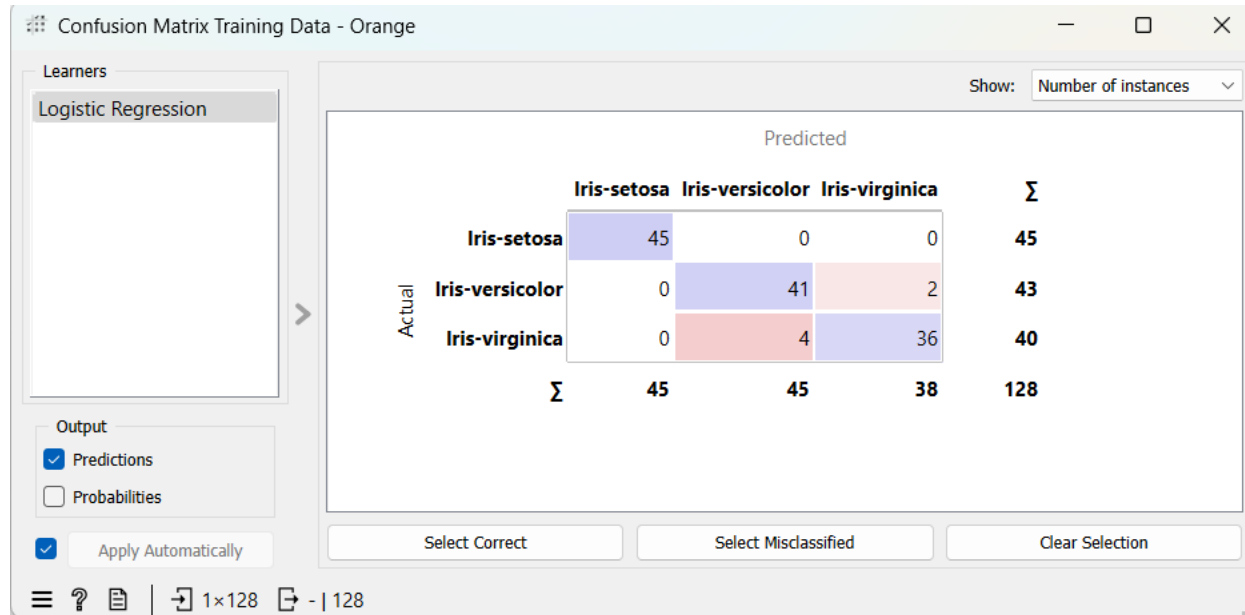 Confusion Matrix Training Data - Orange
Learners
Logistic Regression
Show: Number of instances
Predicted
Iris-setosa Iris-versicolor Iris-virginica Σ
Actual
Iris-setosa 45 0 0 45
Iris-versicolor 0 41 2 43
Iris-virginica 0 4 36 40
Σ 45 45 38 128
Output
Predictions
Probabilities
Apply Automatically
Select Correct Select Misclassified Clear Selection
? 1×128 - | 128